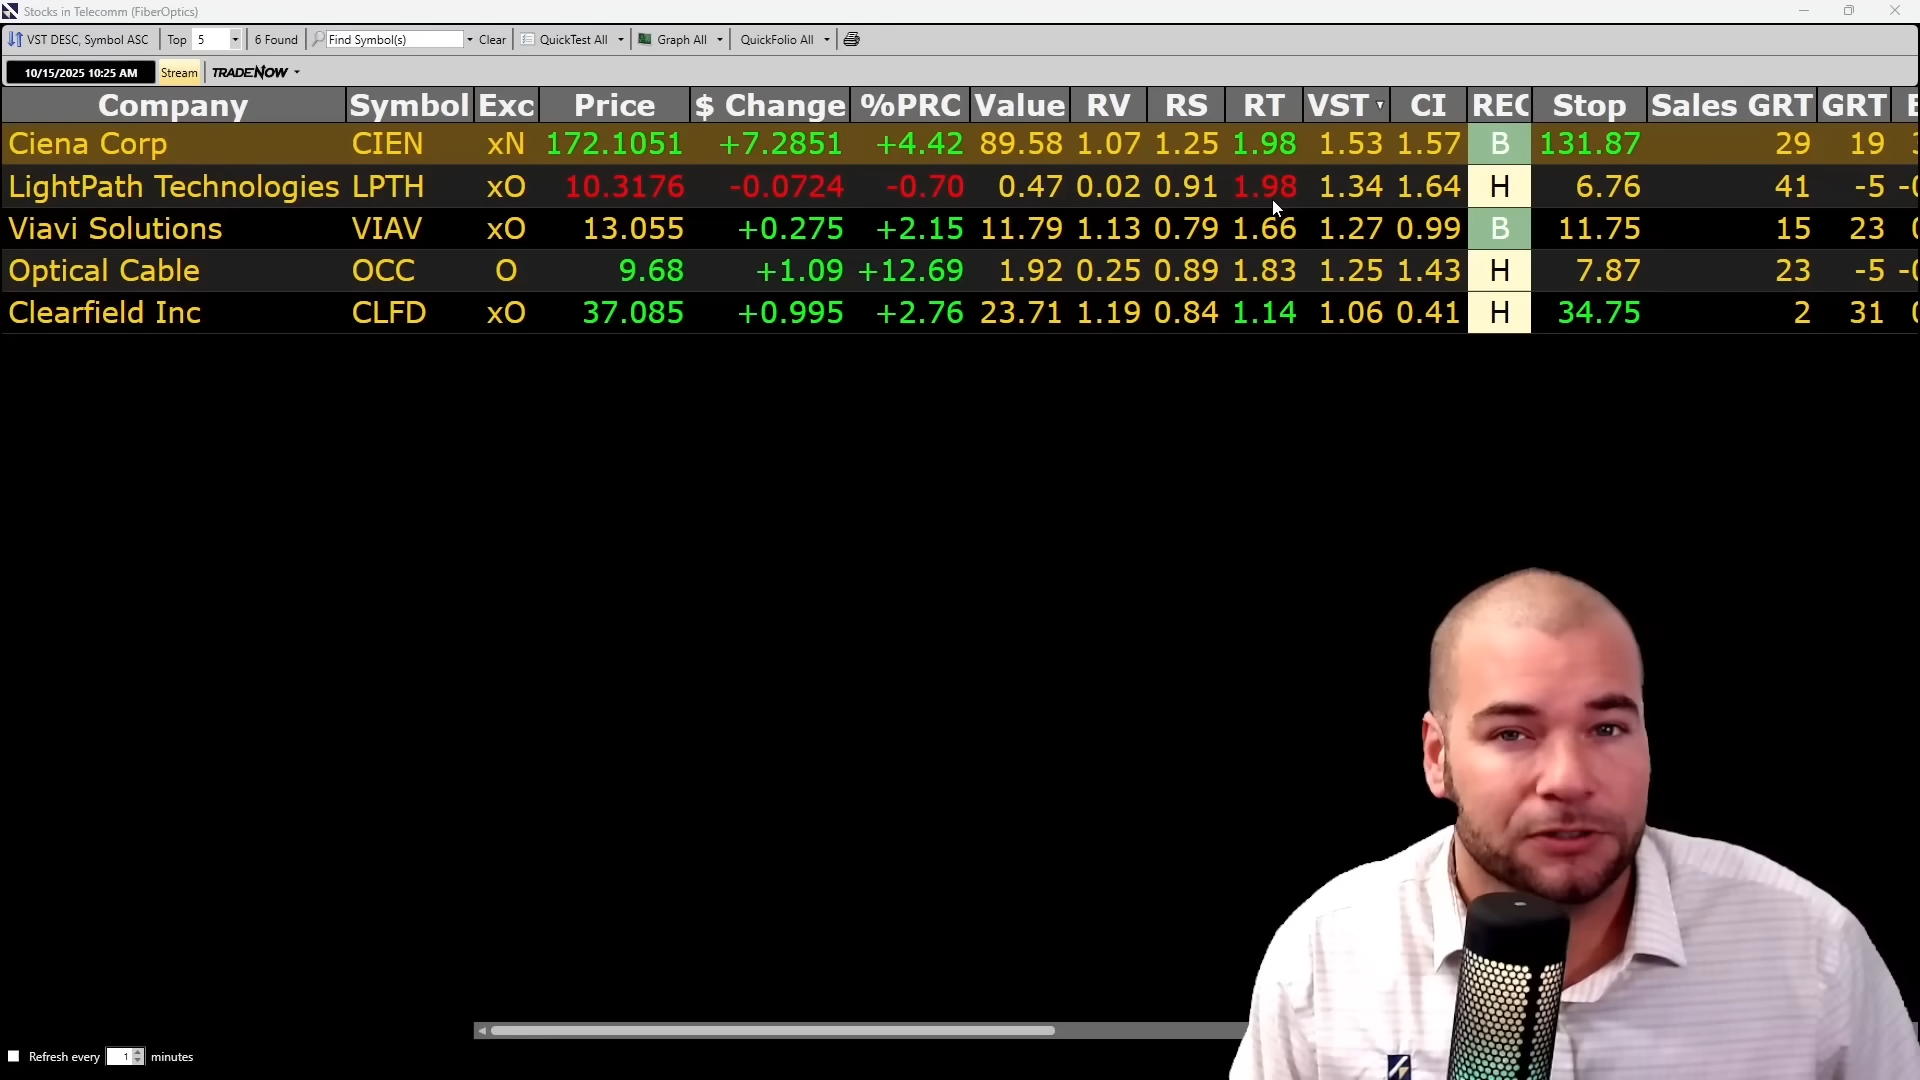 Stocks in Telecomm (FiberOptics)
VST DESC, Symbol ASC Top 5 6 Found Find Symbol(s) Clear QuickTest All Graph All QuickFolio All
10/15/2025 10:25 AM Stream TRADENOW
Company Symbol Exc Price $ Change %PRC Value RV RS RT VST CI REC Stop Sales GRT GRT
Ciena Corp CIEN xN 172.1051 +7.2851 +4.42 89.58 1.07 1.25 1.98 1.53 1.57 B 131.87 29 19
LightPath Technologies LPTH xO 10.3176 -0.0724 -0.70 0.47 0.02 0.91 1.98 1.34 1.64 H 6.76 41 -5
Viavi Solutions VIAV xO 13.055 +0.275 +2.15 11.79 1.13 0.79 1.66 1.27 0.99 B 11.75 15 23
Optical Cable OCC O 9.68 +1.09 +12.69 1.92 0.25 0.89 1.83 1.25 1.43 H 7.87 23 -5
Clearfield Inc CLFD xO 37.085 +0.995 +2.76 23.71 1.19 0.84 1.14 1.06 0.41 H 34.75 2 31
Refresh every 1 minutes